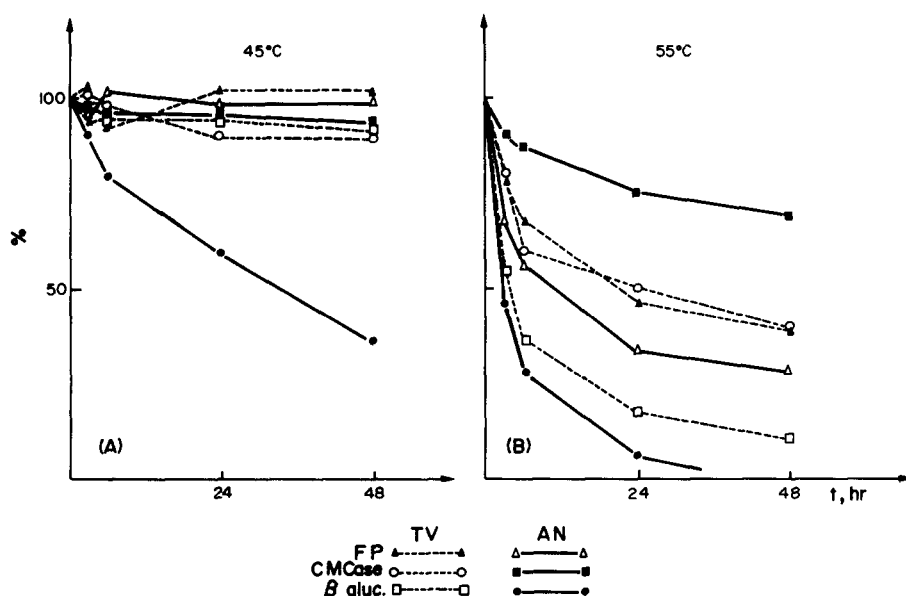 45°C
55°C
100
50
%
(A)
(B)
24
48
24
48
t, hr
TV
AN
FP
CMCase
β gluc.